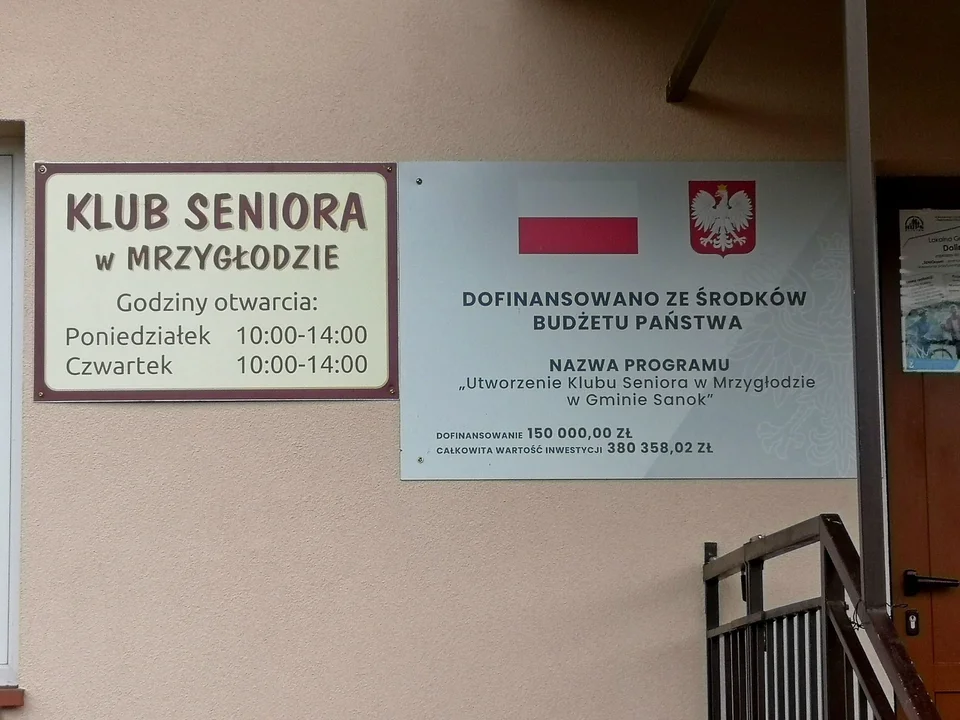 KLUB SENIORA
w MRZYGŁODZIE
Godziny otwarcia:
Poniedziałek 10:00-14:00
Czwartek 10:00-14:00
DOFINANSOWANO ZE ŚRODKÓW
BUDŻETU PAŃSTWA
NAZWA PROGRAMU
„Utworzenie Klubu Seniora w Mrzygłodzie
w Gminie Sanok”
DOFINANSOWANIE 150 000,00 ZŁ
CAŁKOWITA WARTOŚĆ INWESTYCJI 380 358,02 ZŁ
Lokalna